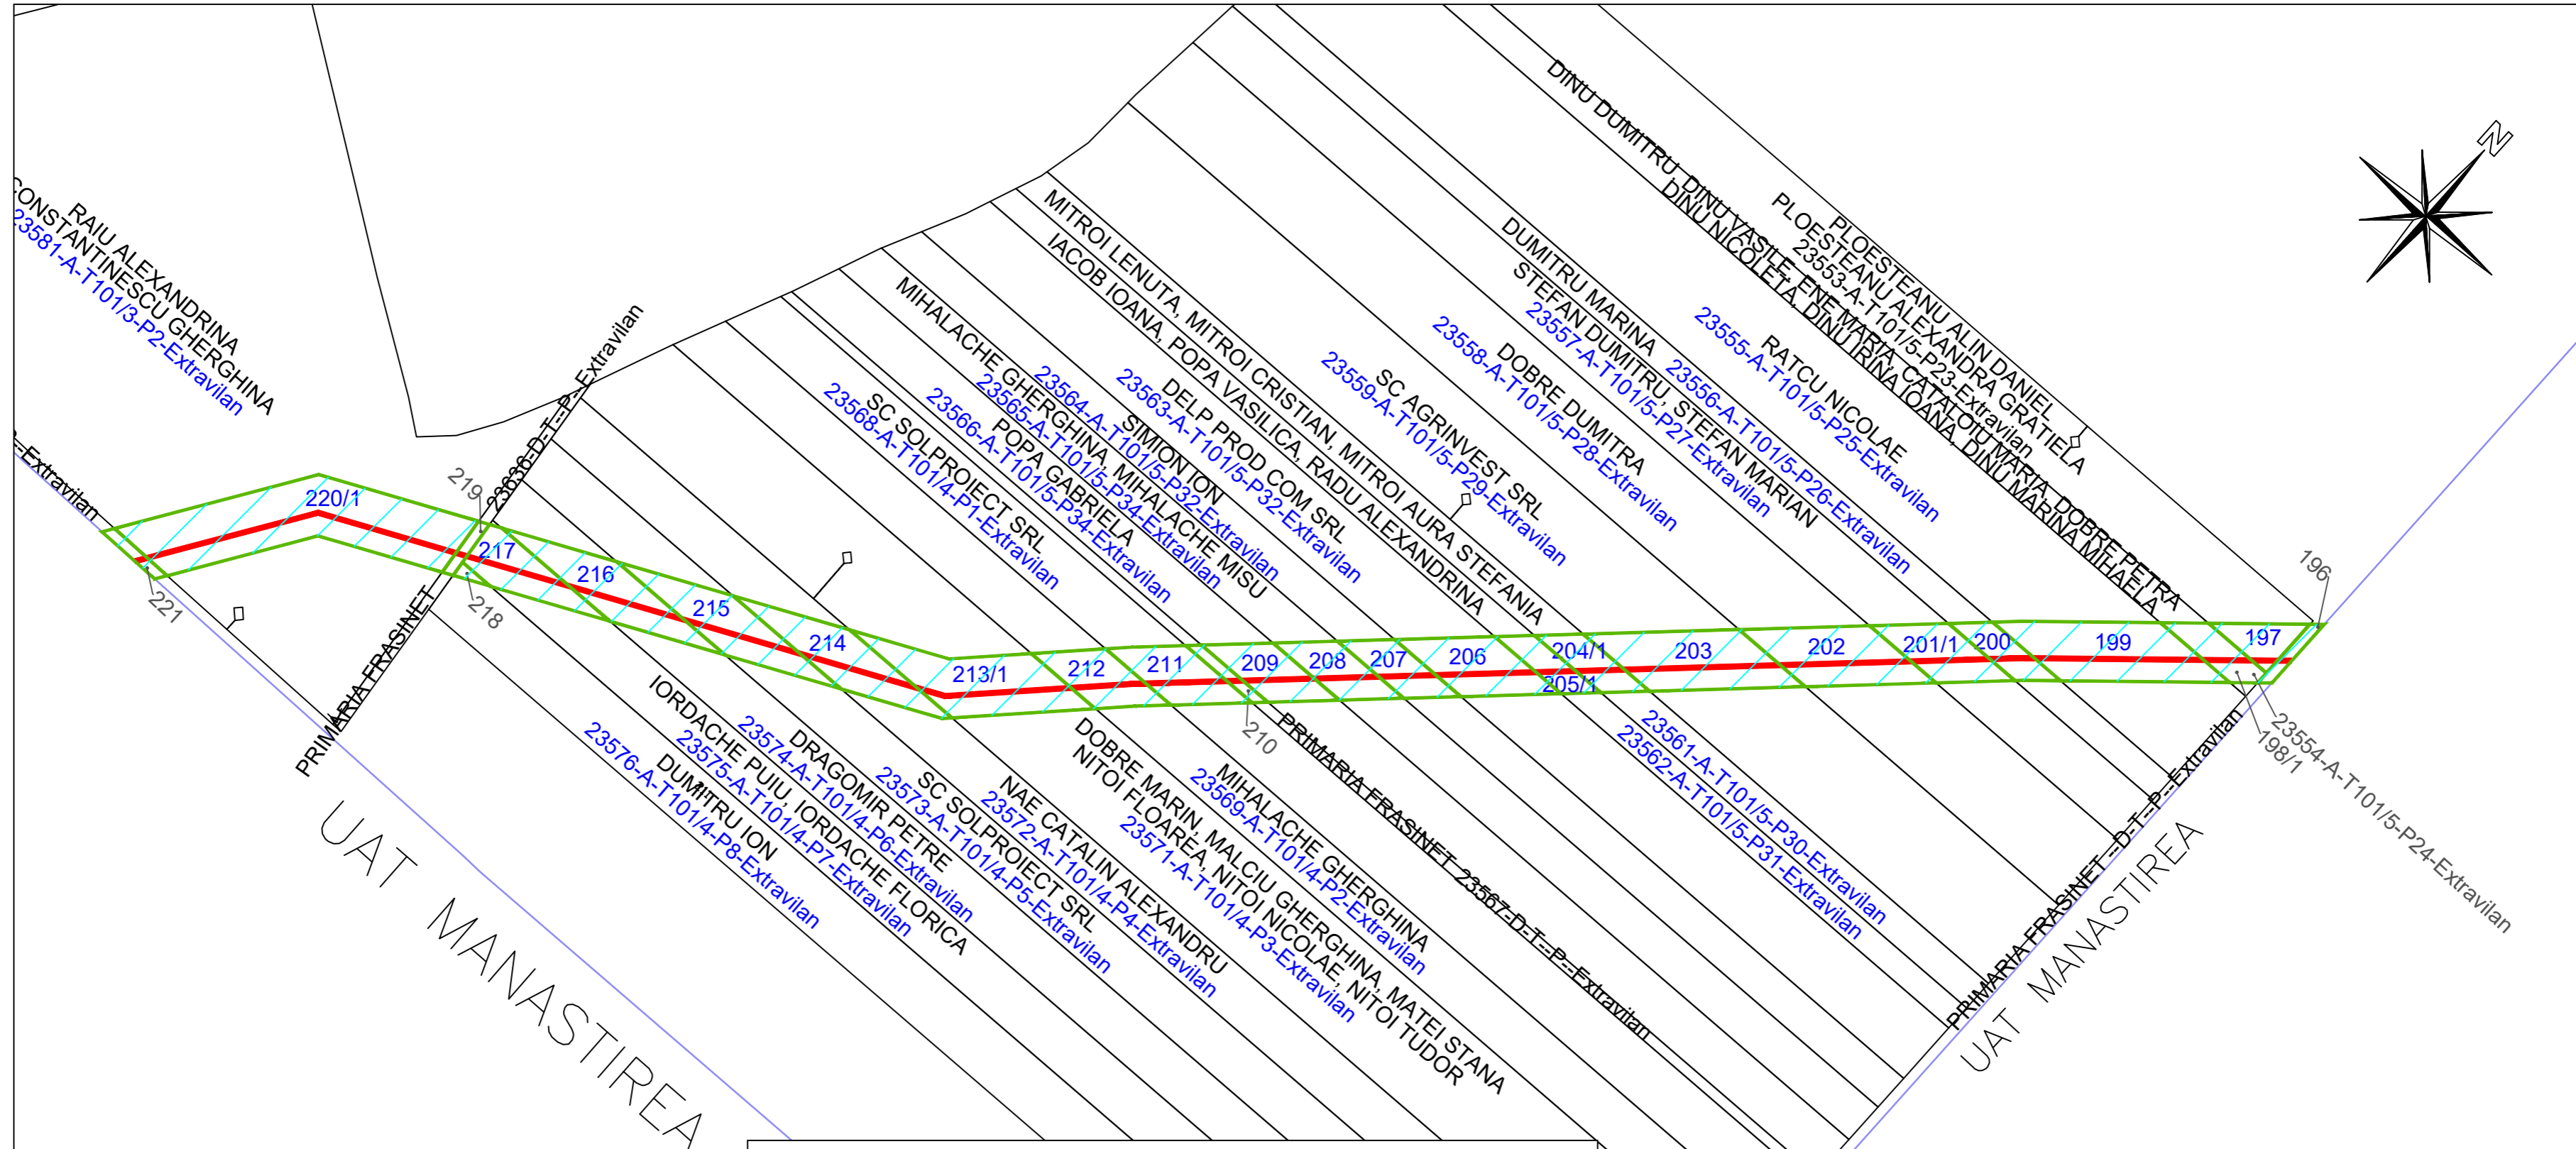 N
RAIU ALEXANDRINA
CONSTANTINESCU GHERGHINA
23581-A-T101/3-P2-Extravilan
-Extravilan
23636-D-T--P--Extravilan
PRIMARIA FRASINET
DINU DUMITRU, DINU VASILE, ENE MARIA, CATALOIU MARIA, DOBRE PETRA
DINU NICOLETA, DINU IRINA IOANA, DINU MARINA MIHAELA
PLOESTEANU ALIN DANIEL
PLOESTEANU ALEXANDRA GRATIELA
23553-A-T101/5-P23-Extravilan
RATCU NICOLAE
23555-A-T101/5-P25-Extravilan
DUMITRU MARINA
23556-A-T101/5-P26-Extravilan
STEFAN DUMITRU, STEFAN MARIAN
23557-A-T101/5-P27-Extravilan
DOBRE DUMITRA
23558-A-T101/5-P28-Extravilan
SC AGRINVEST SRL
23559-A-T101/5-P29-Extravilan
MITROI LENUTA, MITROI CRISTIAN, MITROI AURA STEFANIA
IACOB IOANA, POPA VASILICA, RADU ALEXANDRINA
DELP PROD COM SRL
23563-A-T101/5-P32-Extravilan
SIMION ION
23564-A-T101/5-P32-Extravilan
MIHALACHE GHERGHINA, MIHALACHE MISU
23565-A-T101/5-P34-Extravilan
POPA GABRIELA
23566-A-T101/5-P34-Extravilan
SC SOLPROIECT SRL
23568-A-T101/4-P1-Extravilan
221
220/1
219
218
217
216
215
214
213/1
212
211
210
209
208
207
206
204/1
205/1
203
202
201/1
200
199
197
196
198/1
23554-A-T101/5-P24-Extravilan
23561-A-T101/5-P30-Extravilan
23562-A-T101/5-P31-Extravilan
PRIMARIA FRASINET 23567-D-T--P--Extravilan
MIHALACHE GHERGHINA
23569-A-T101/4-P2-Extravilan
DOBRE MARIN, MALCIU GHERGHINA, MATEI STANA
NITOI FLOAREA, NITOI NICOLAE, NITOI TUDOR
23571-A-T101/4-P3-Extravilan
NAE CATALIN ALEXANDRU
23572-A-T101/4-P4-Extravilan
SC SOLPROIECT SRL
23573-A-T101/4-P5-Extravilan
DRAGOMIR PETRE
23574-A-T101/4-P6-Extravilan
IORDACHE PUIU, IORDACHE FLORICA
23575-A-T101/4-P7-Extravilan
DUMITRU ION
23576-A-T101/4-P8-Extravilan
PRIMARIA FRASINET --D-T--P--Extravilan
UAT MANASTIREA
UAT MANASTIREA